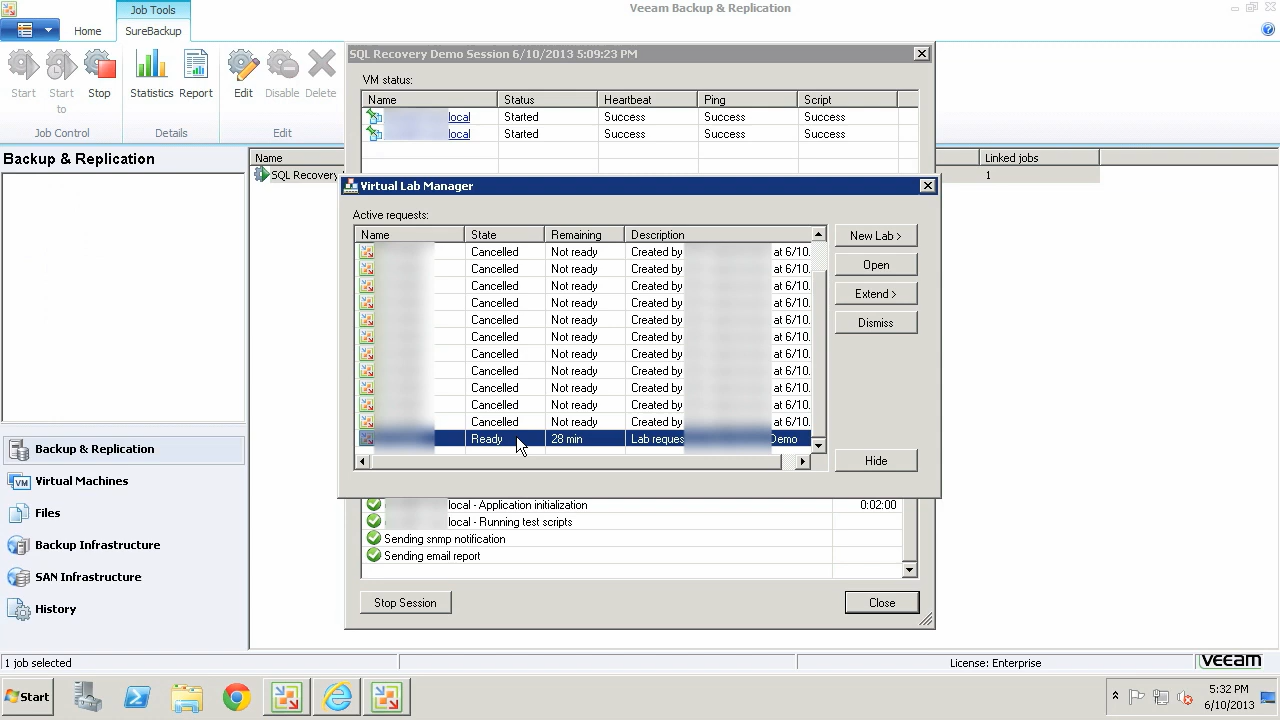 Job Tools
Veeam Backup & Replication
Home
SureBackup
Start
Start to
Stop
Statistics
Report
Edit
Disable
Delete
Job Control
Details
Edit
SQL Recovery Demo Session 6/10/2013 5:09:23 PM
VM status:
Name Status Heartbeat Ping Script
local Started Success Success Success
local Started Success Success Success
Backup & Replication
Name
Linked jobs
SQL Recovery
1
Virtual Lab Manager
Active requests:
Name State Remaining Description
Cancelled Not ready Created by at 6/10.
Cancelled Not ready Created by at 6/10.
Cancelled Not ready Created by at 6/10.
Cancelled Not ready Created by at 6/10.
Cancelled Not ready Created by at 6/10.
Cancelled Not ready Created by at 6/10.
Cancelled Not ready Created by at 6/10.
Cancelled Not ready Created by at 6/10.
Cancelled Not ready Created by at 6/10.
Cancelled Not ready Created by at 6/10.
Cancelled Not ready Created by at 6/10.
Ready 28 min Lab reques Demo
New Lab >
Open
Extend >
Dismiss
Hide
Backup & Replication
Virtual Machines
Files
Backup Infrastructure
SAN Infrastructure
History
local - Application initialization 0:02:00
local - Running test scripts
Sending snmp notification
Sending email report
Stop Session
Close
1 job selected
License: Enterprise
veeam
Start
5:32 PM
6/10/2013